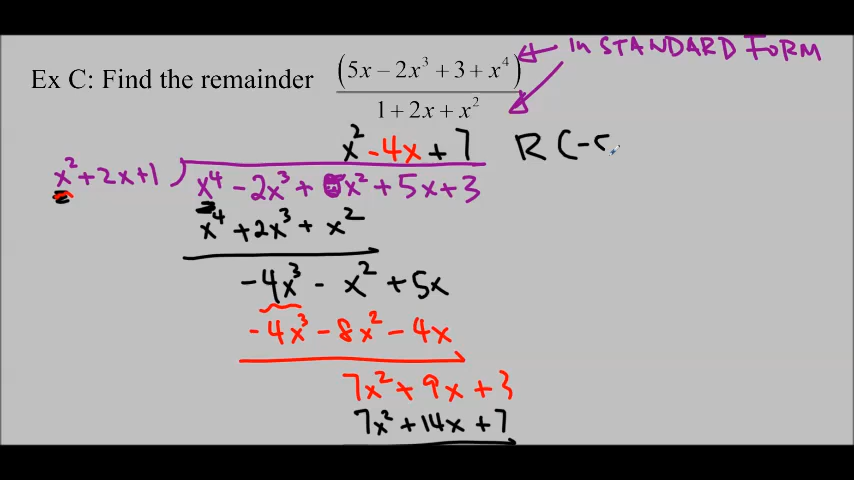 in STANDARD FORM
Ex C: Find the remainder (5x − 2x³ + 3 + x⁴) / 1 + 2x + x²
x² - 4x + 7 R (-5
x² + 2x + 1 ) x⁴ - 2x³ + 0x² + 5x + 3
x⁴ + 2x³ + x²
-4x³ - x² + 5x
-4x³ - 8x² - 4x
7x² + 9x + 3
7x² + 14x + 7